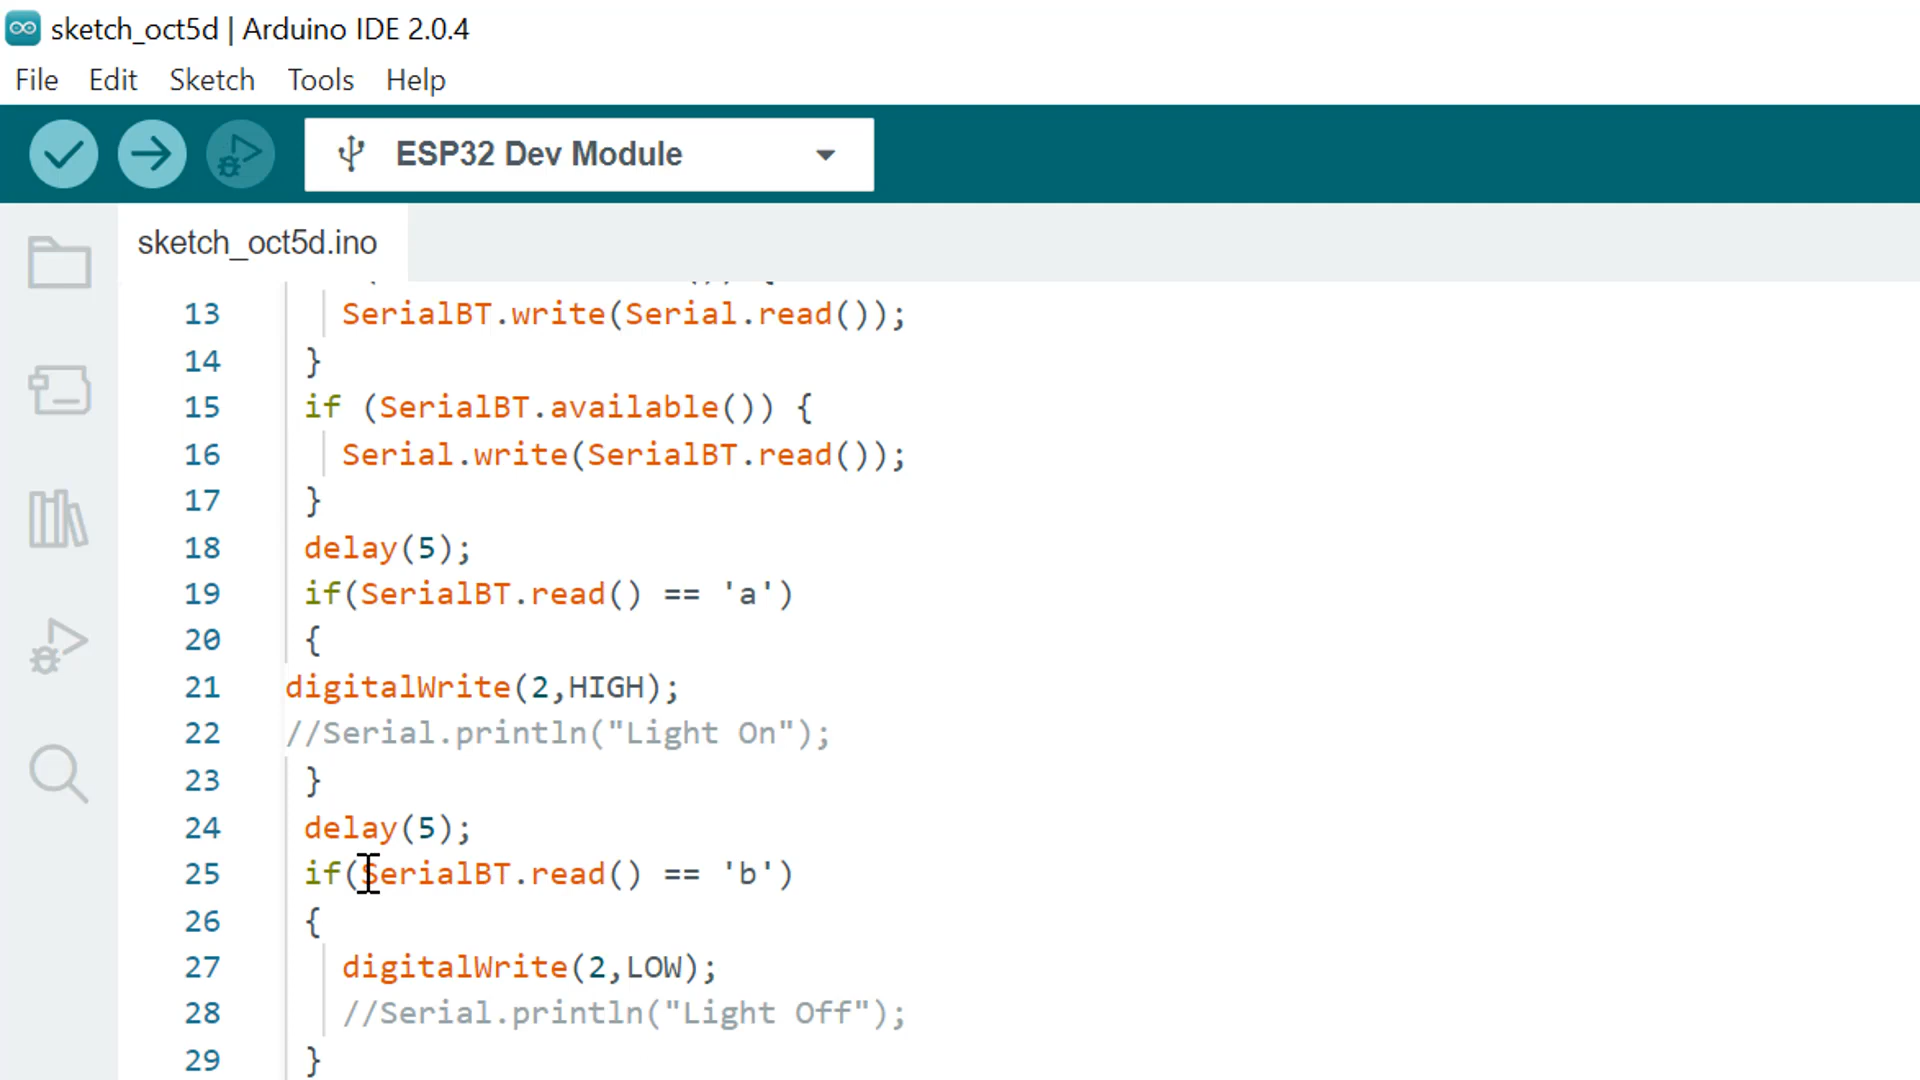 sketch_oct5d | Arduino IDE 2.0.4
File Edit Sketch Tools Help
ESP32 Dev Module
sketch_oct5d.ino
13 SerialBT.write(Serial.read());
14 }
15 if (SerialBT.available()) {
16 Serial.write(SerialBT.read());
17 }
18 delay(5);
19 if(SerialBT.read() == 'a')
20 {
21 digitalWrite(2,HIGH);
22 //Serial.println("Light On");
23 }
24 delay(5);
25 if(SerialBT.read() == 'b')
26 {
27 digitalWrite(2,LOW);
28 //Serial.println("Light Off");
29 }